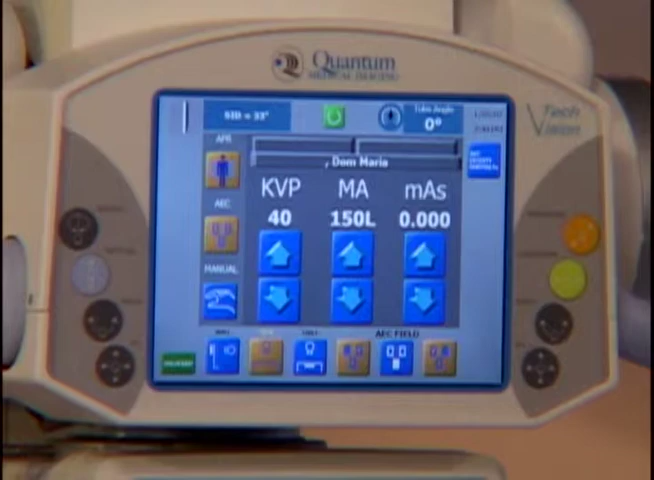 Quantum
MEDICAL IMAGING
Tech
Vision
SID = 33"
Tube Angle
0°
APR
, Dom Maria
KVP MA mAs
AEC
40 150L 0.000
MANUAL
AEC FIELD